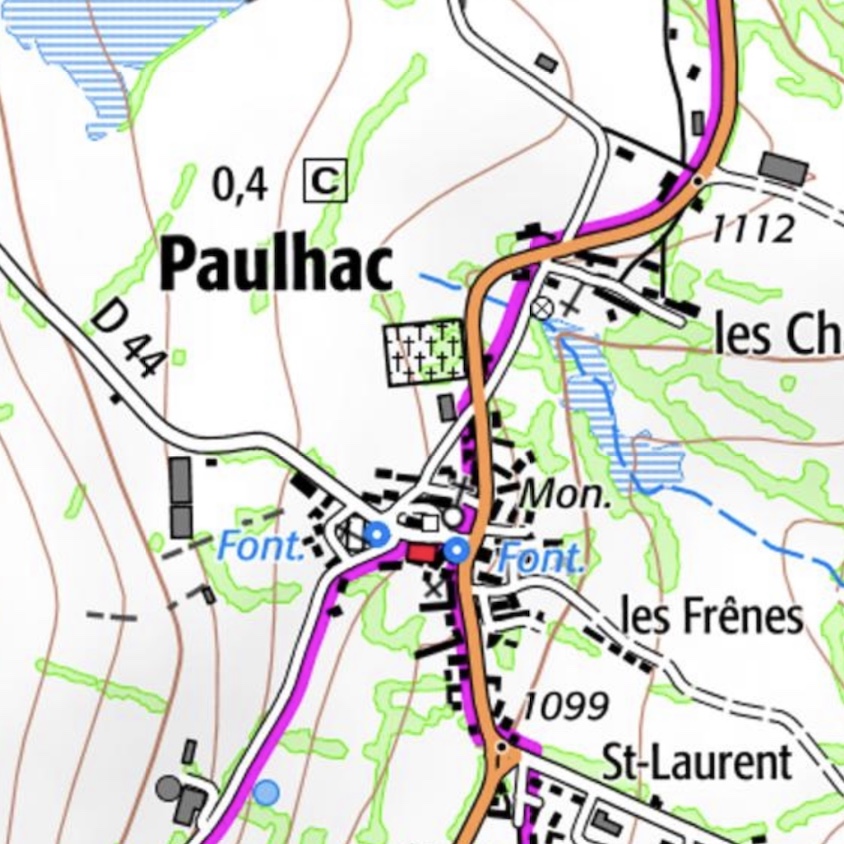 0,4 C
1112
Paulhac
D 44
les Ch
Mon.
Font.
Font.
les Frênes
1099
St-Laurent